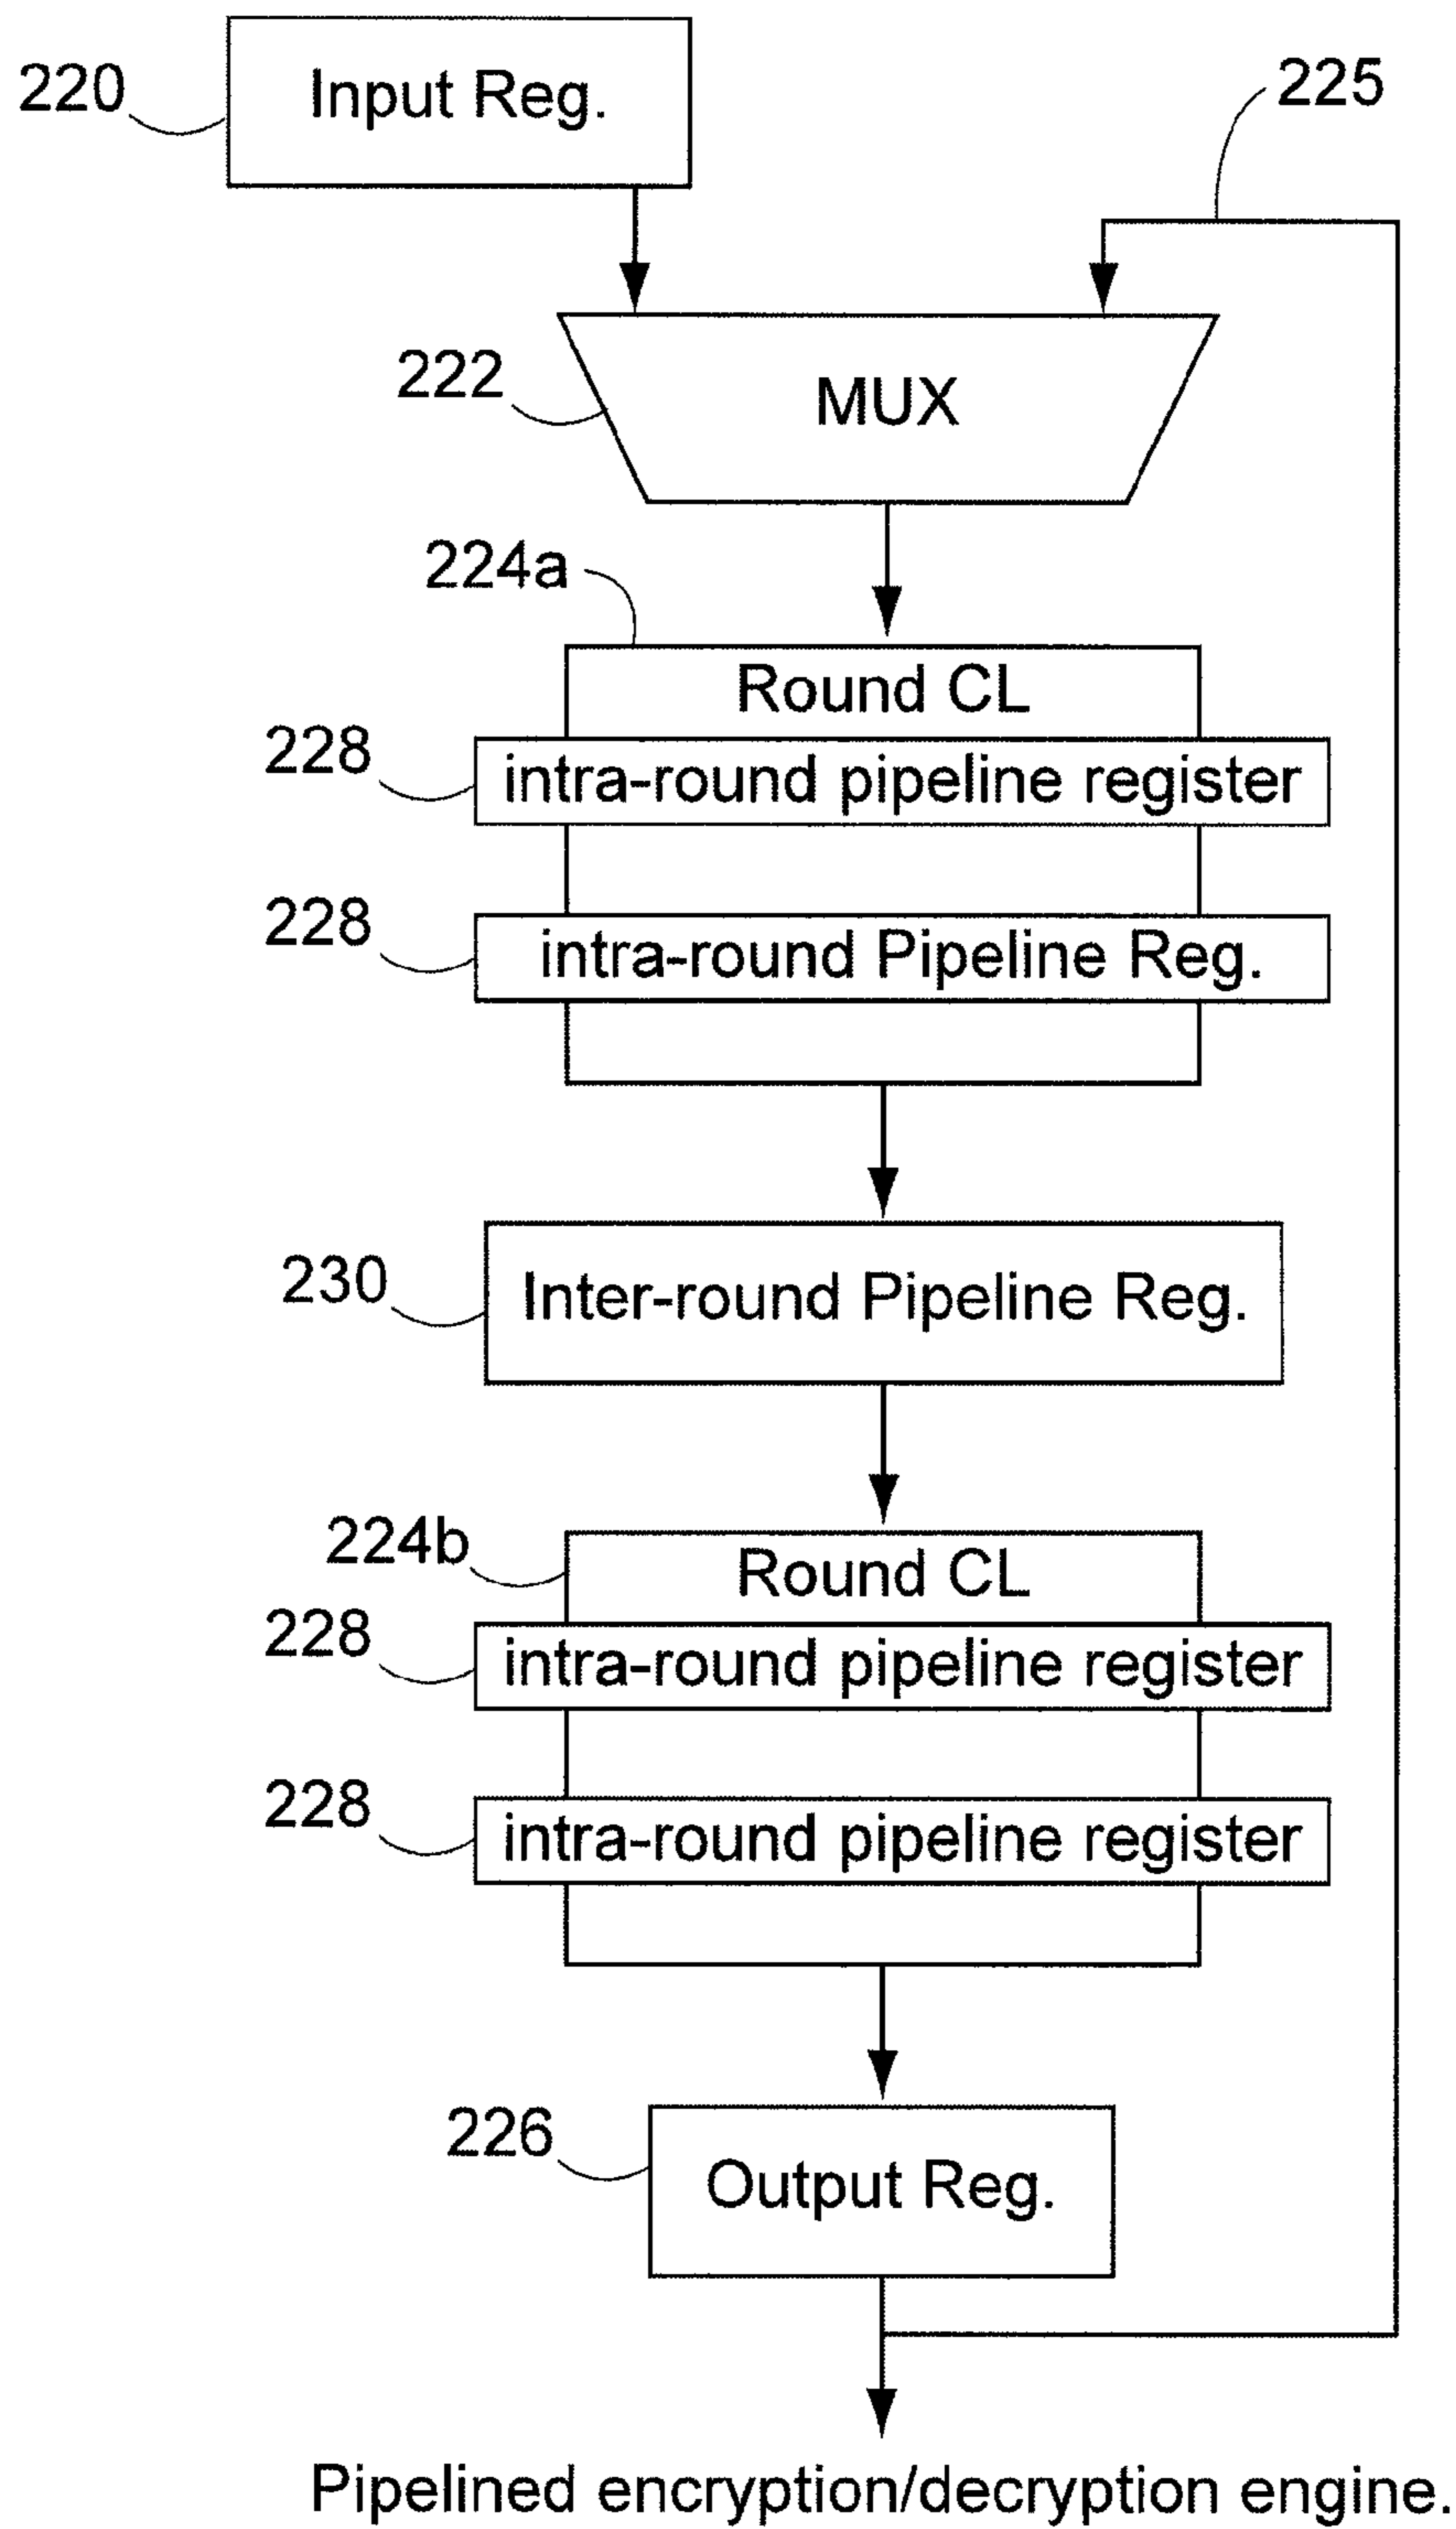 220
Input Reg.
225
222
MUX
224a
Round CL
228
intra-round pipeline register
228
intra-round Pipeline Reg.
230
Inter-round Pipeline Reg.
224b
Round CL
228
intra-round pipeline register
228
intra-round pipeline register
226
Output Reg.
Pipelined encryption/decryption engine.